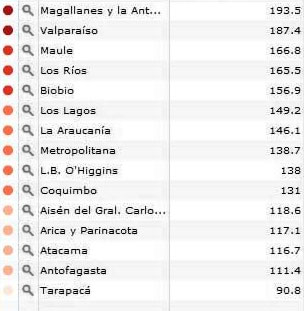 Magallanes y la Ant... 193.5
Valparaíso 187.4
Maule 166.8
Los Ríos 165.5
Biobio 156.9
Los Lagos 149.2
La Araucanía 146.1
Metropolitana 138.7
L.B. O'Higgins 138
Coquimbo 131
Aisén del Gral. Carlo... 118.6
Arica y Parinacota 117.1
Atacama 116.7
Antofagasta 111.4
Tarapacá 90.8